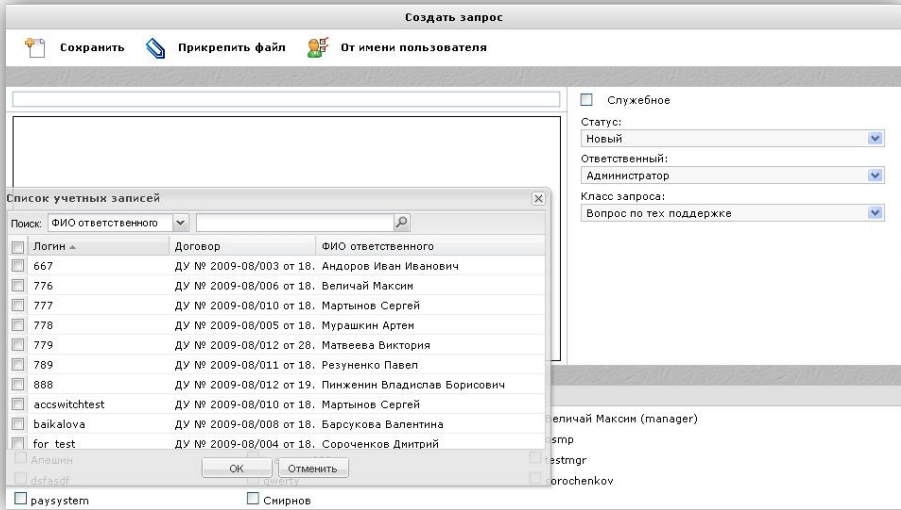 Создать запрос
Сохранить Прикрепить файл От имени пользователя
Служебное
Статус:
Новый
Ответственный:
Администратор
Класс запроса:
Вопрос по тех поддержке
Список учетных записей
Поиск: ФИО ответственного
Логин Договор ФИО ответственного
667 ДУ № 2009-08/003 от 18. Андоров Иван Иванович
776 ДУ № 2009-08/006 от 18. Величай Максим
777 ДУ № 2009-08/010 от 18. Мартынов Сергей
778 ДУ № 2009-08/005 от 18. Мурашкин Артем
779 ДУ № 2009-08/012 от 28. Матвеева Виктория
789 ДУ № 2009-08/011 от 18. Резуненко Павел
888 ДУ № 2009-08/012 от 19. Пинженин Владислав Борисович
accswitchtest ДУ № 2009-08/010 от 18. Мартынов Сергей
baikalova ДУ № 2009-08/008 от 18. Барсукова Валентина
for_test ДУ № 2009-08/004 от 18. Сороченков Дмитрий
ОК Отменить
еличай Максим (manager)
osmp
Апешин testmgr
dsfasdf qwerty sorochenkov
paysystem Смирнов